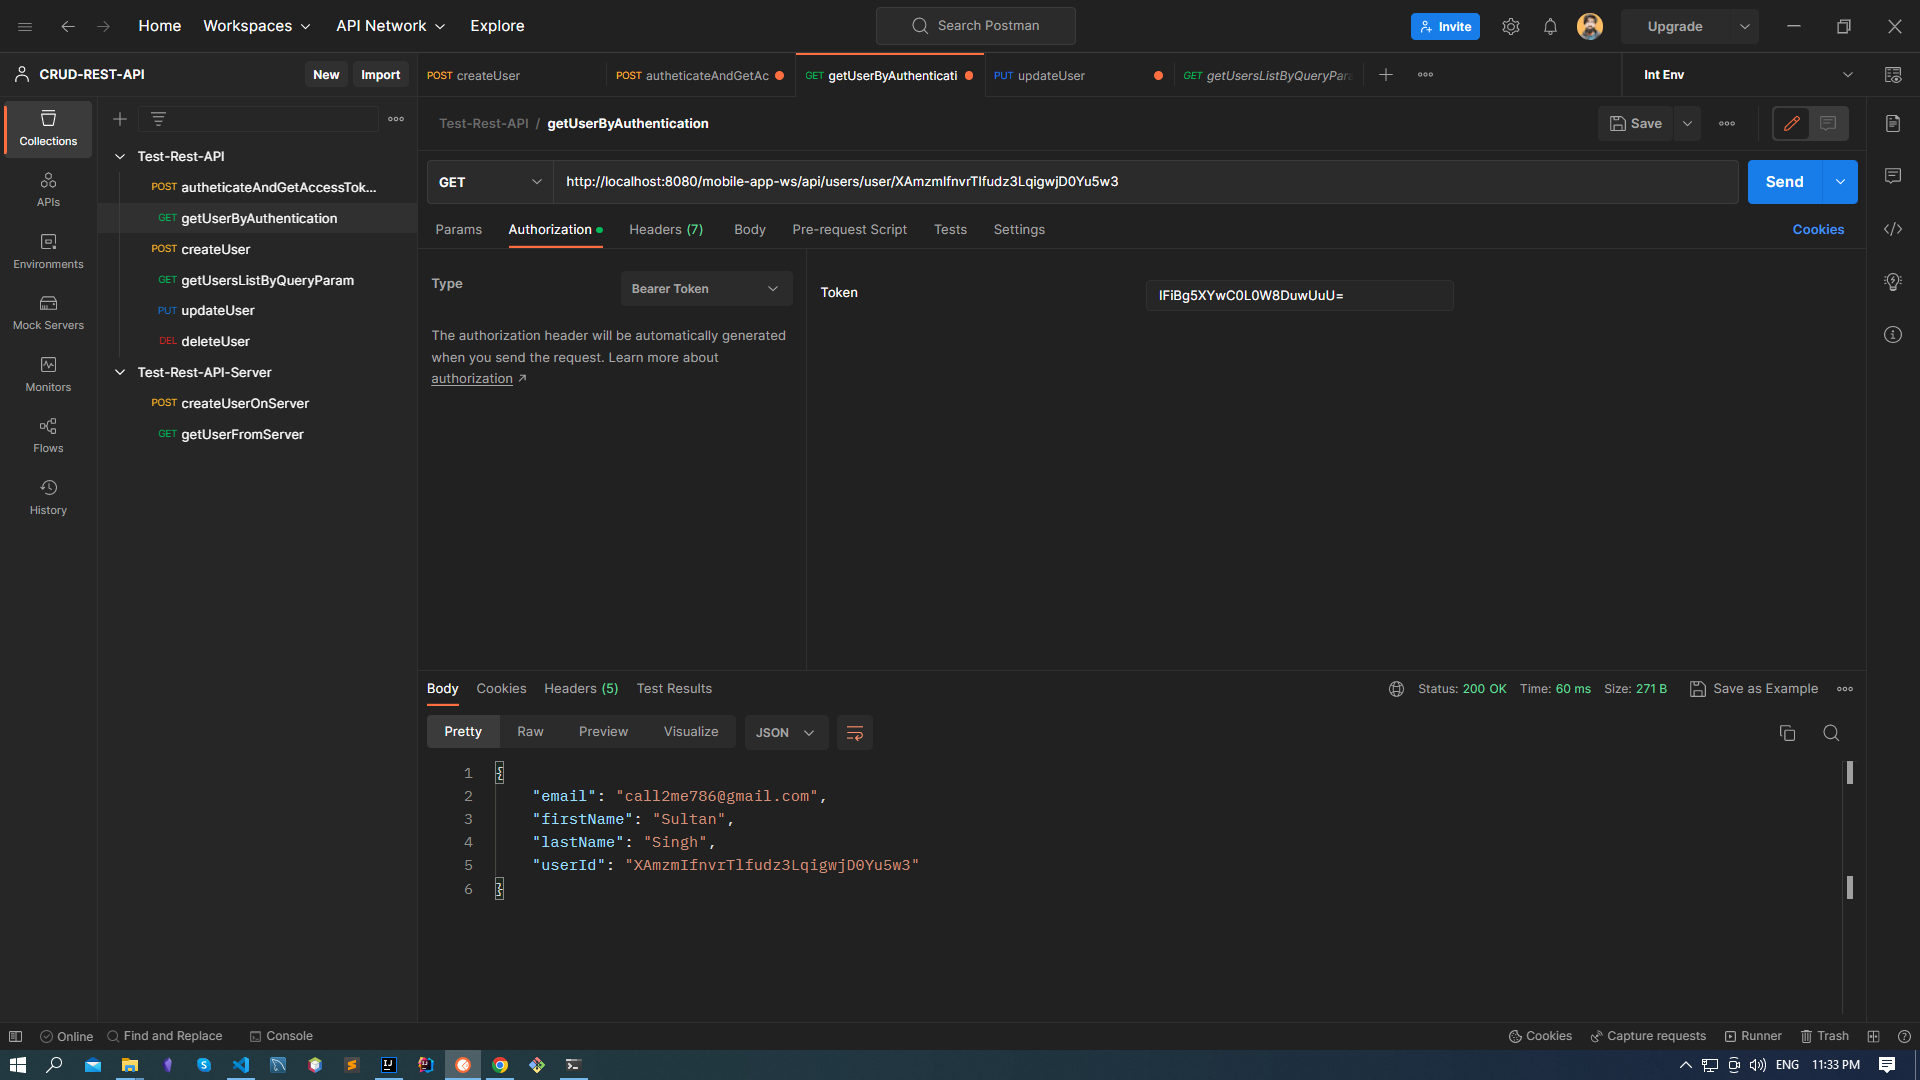 Home Workspaces API Network Explore Search Postman Invite Upgrade
CRUD-REST-API New Import
POST createUser POST autheticateAndGetAc GET getUserByAuthenticati PUT updateUser GET getUsersListByQueryPara Int Env
Collections
APIs
Environments
Mock Servers
Monitors
Flows
History
Test-Rest-API
POST autheticateAndGetAccessTok...
GET getUserByAuthentication
POST createUser
GET getUsersListByQueryParam
PUT updateUser
DEL deleteUser
Test-Rest-API-Server
POST createUserOnServer
GET getUserFromServer
Test-Rest-API / getUserByAuthentication Save
GET http://localhost:8080/mobile-app-ws/api/users/user/XAmzmIfnvrTlfudz3LqigwjD0Yu5w3 Send
Params Authorization Headers (7) Body Pre-request Script Tests Settings Cookies
Type Bearer Token
The authorization header will be automatically generated
when you send the request. Learn more about
authorization ↗
Token IFiBg5XYwC0L0W8DuwUuU=
Body Cookies Headers (5) Test Results Status: 200 OK Time: 60 ms Size: 271 B Save as Example
Pretty Raw Preview Visualize JSON
1 {
2 "email": "call2me786@gmail.com",
3 "firstName": "Sultan",
4 "lastName": "Singh",
5 "userId": "XAmzmIfnvrTlfudz3LqigwjD0Yu5w3"
6 }
Online Find and Replace Console Cookies Capture requests Runner Trash
ENG 11:33 PM